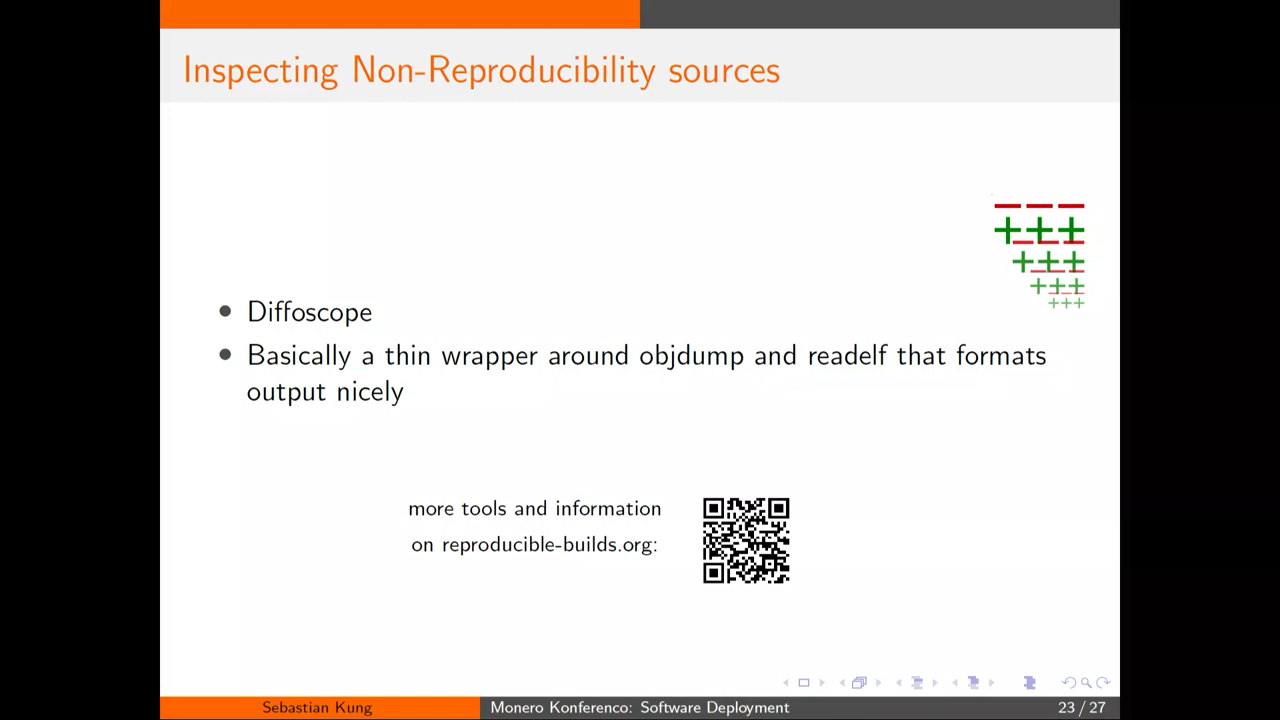 Inspecting Non-Reproducibility sources
Diffoscope
Basically a thin wrapper around objdump and readelf that formats
output nicely
more tools and information
on reproducible-builds.org:
Sebastian Kung
Monero Konferenco: Software Deployment
23 / 27